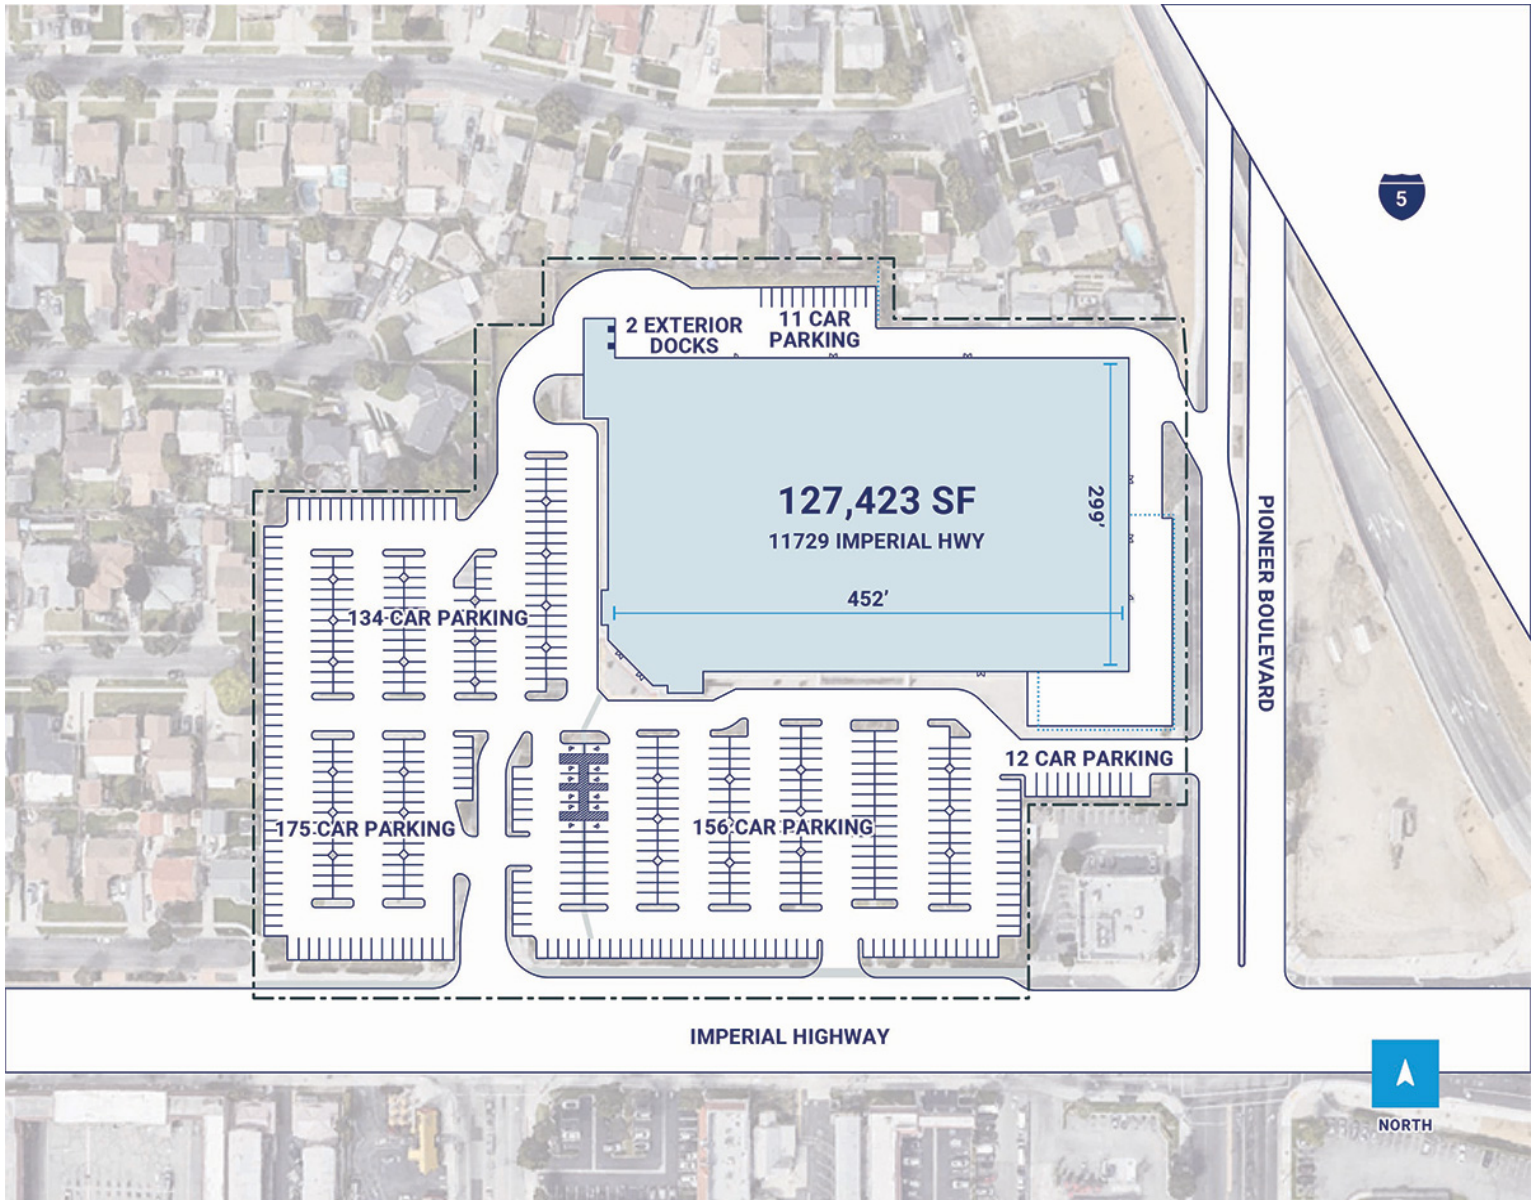 5
2 EXTERIOR
DOCKS
11 CAR
PARKING
127,423 SF
11729 IMPERIAL HWY
299'
452'
134 CAR PARKING
PIONEER BOULEVARD
12 CAR PARKING
175 CAR PARKING
156 CAR PARKING
IMPERIAL HIGHWAY
NORTH